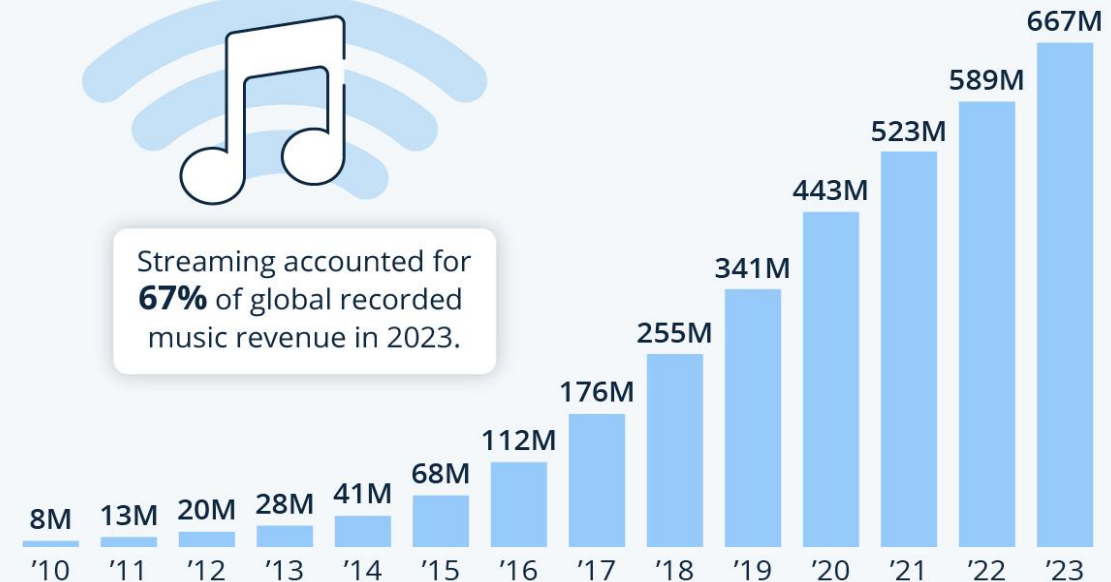 Streaming accounted for
67% of global recorded
music revenue in 2023.
8M
13M
20M
28M
41M
68M
112M
176M
255M
341M
443M
523M
589M
667M
’10 ’11 ’12 ’13 ’14 ’15 ’16 ’17 ’18 ’19 ’20 ’21 ’22 ’23